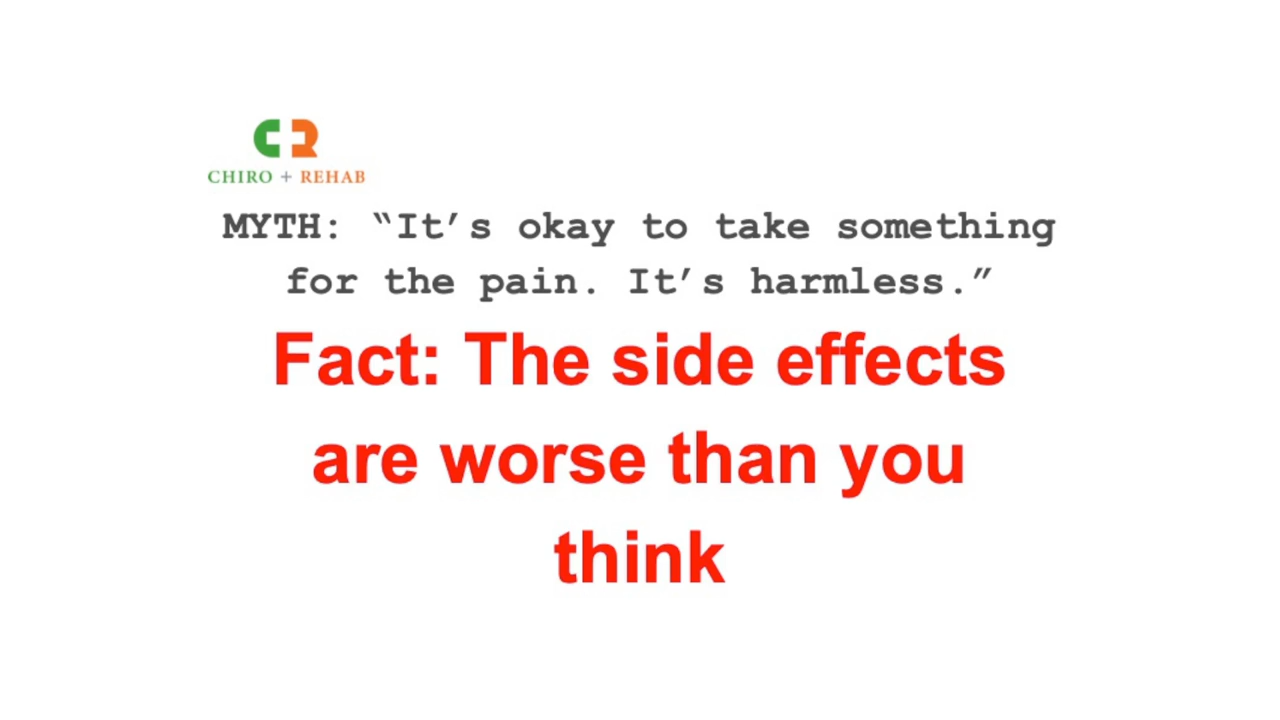 CHIRO + REHAB
MYTH: “It’s okay to take something
for the pain. It’s harmless.”
Fact: The side effects
are worse than you
think